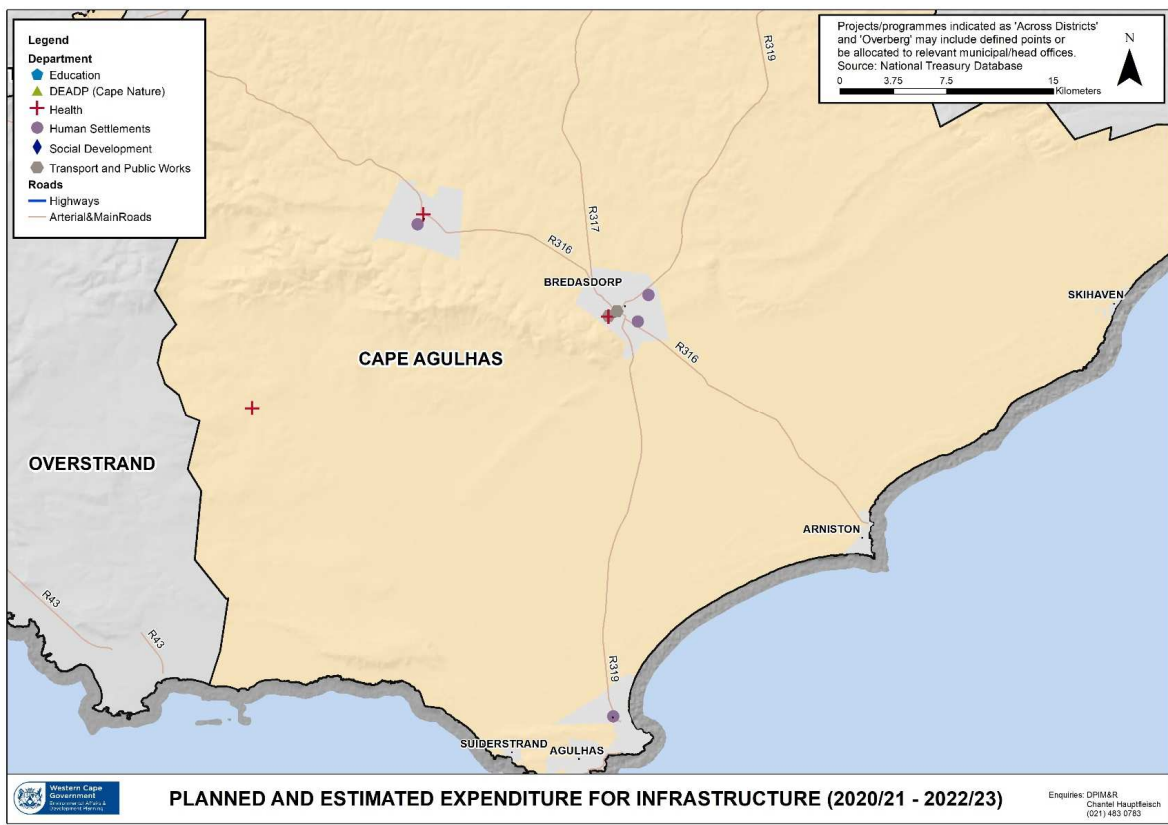 Legend
Department
Education
DEADP (Cape Nature)
Health
Human Settlements
Social Development
Transport and Public Works
Roads
Highways
Arterial&MainRoads
Projects/programmes indicated as 'Across Districts'
and 'Overberg' may include defined points or
be allocated to relevant municipal/head offices.
Source: National Treasury Database
N
0 3.75 7.5 15
Kilometers
R319
R317
R316
BREDASDORP
SKIHAVEN
R316
CAPE AGULHAS
OVERSTRAND
ARNISTON
R43
R43
R319
SUIDERSTRAND
AGULHAS
Western Cape
Government
Environmental Affairs &
Development Planning
PLANNED AND ESTIMATED EXPENDITURE FOR INFRASTRUCTURE (2020/21 - 2022/23)
Enquiries: DPIM&R
Chantel Hauptfleisch
(021) 483 0783